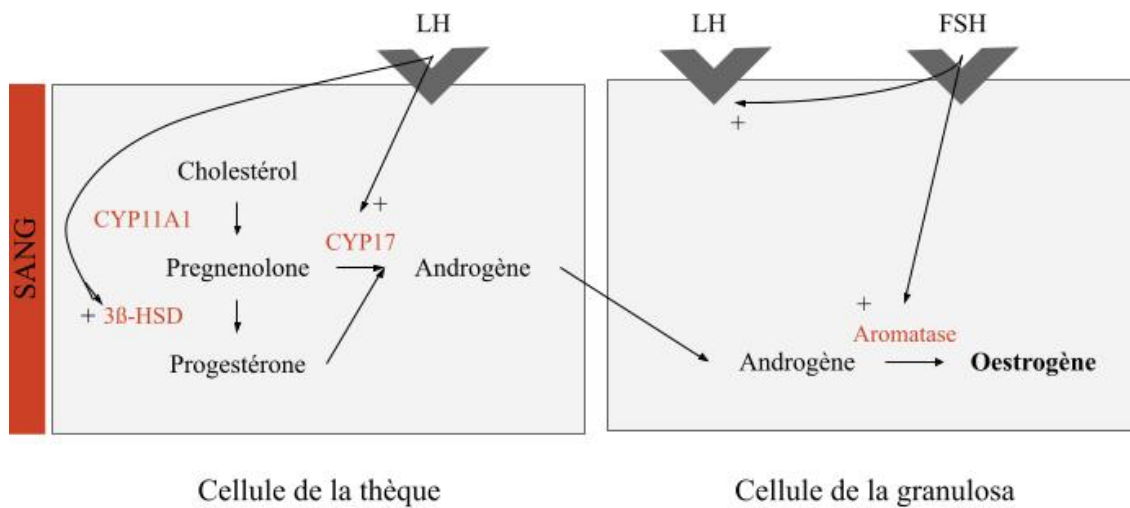 LH
LH
FSH
+
Cholestérol
+
CYP11A1
CYP17
SANG
Pregnenolone
Androgène
+ 3ß-HSD
+
Aromatase
Progestérone
Androgène
Oestrogène
Cellule de la thèque
Cellule de la granulosa